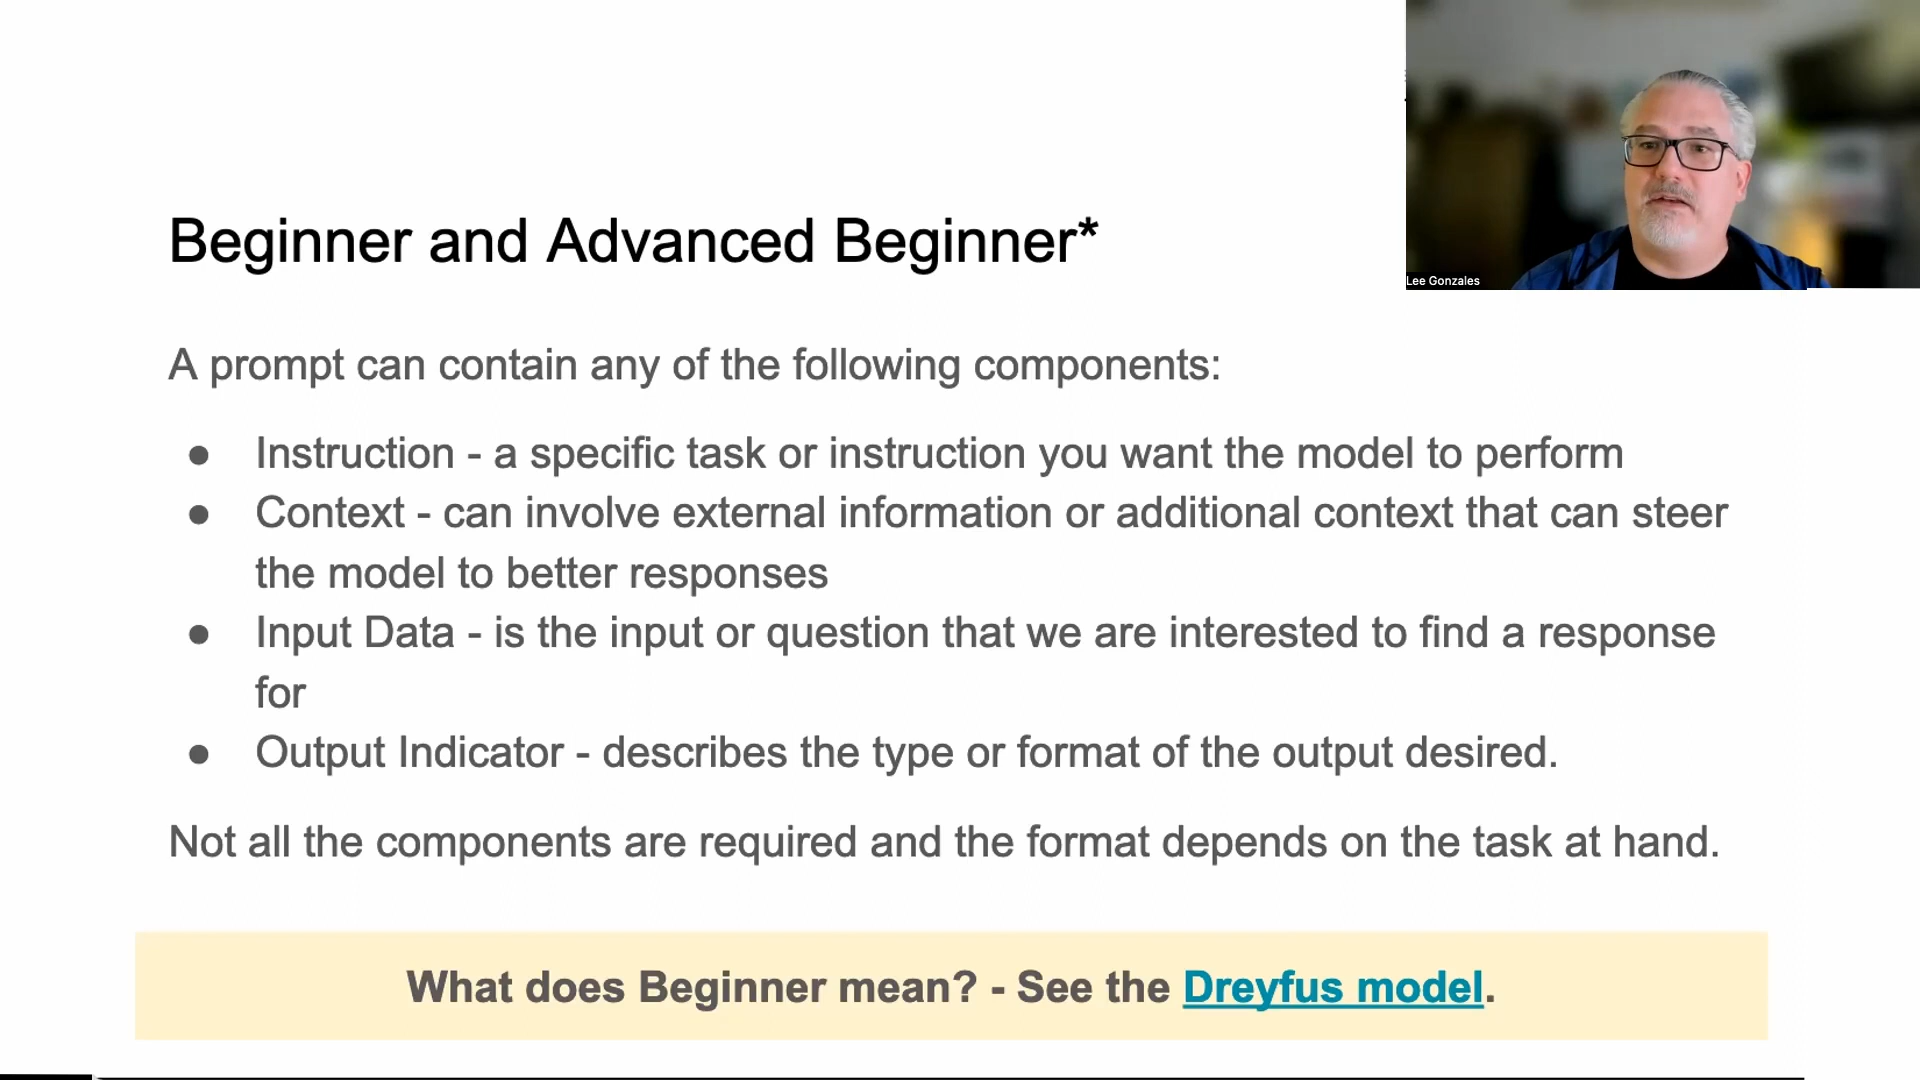 Beginner and Advanced Beginner*
Lee Gonzales
A prompt can contain any of the following components:
● Instruction - a specific task or instruction you want the model to perform
● Context - can involve external information or additional context that can steer
the model to better responses
● Input Data - is the input or question that we are interested to find a response
for
● Output Indicator - describes the type or format of the output desired.
Not all the components are required and the format depends on the task at hand.
What does Beginner mean? - See the Dreyfus model.